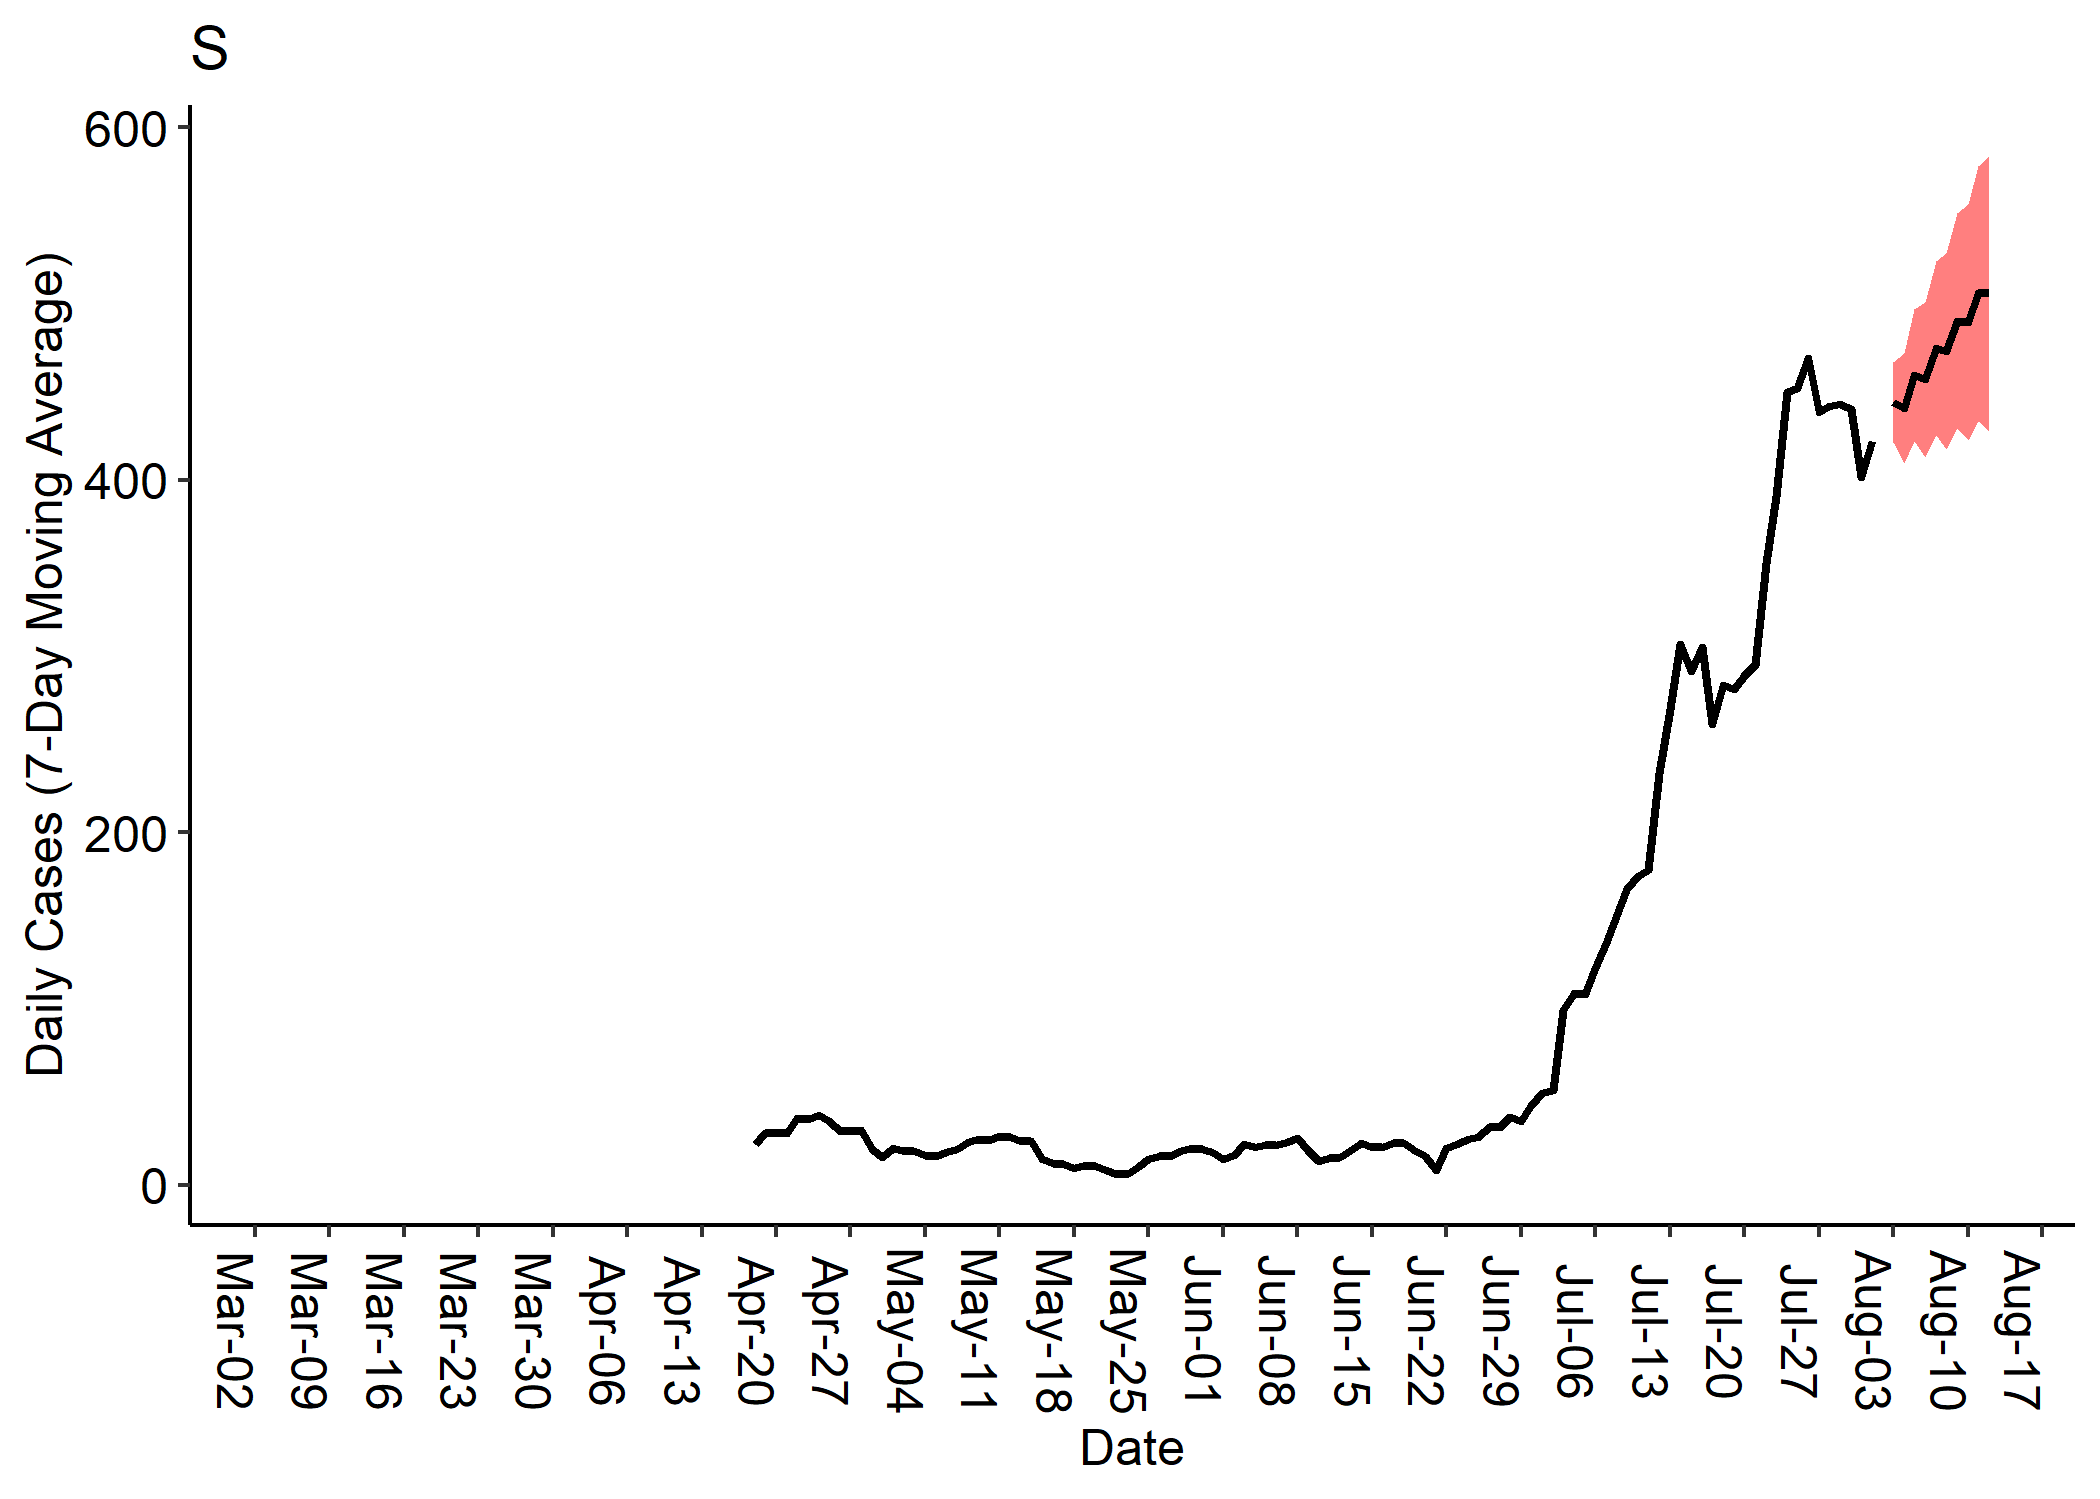 S
Daily Cases (7-Day Moving Average)
600
400
200
0
Mar-02
Mar-09
Mar-16
Mar-23
Mar-30
Apr-06
Apr-13
Apr-20
Apr-27
May-04
May-11
May-18
May-25
Jun-01
Jun-08
Jun-15
Jun-22
Jun-29
Jul-06
Jul-13
Jul-20
Jul-27
Aug-03
Aug-10
Aug-17
Date